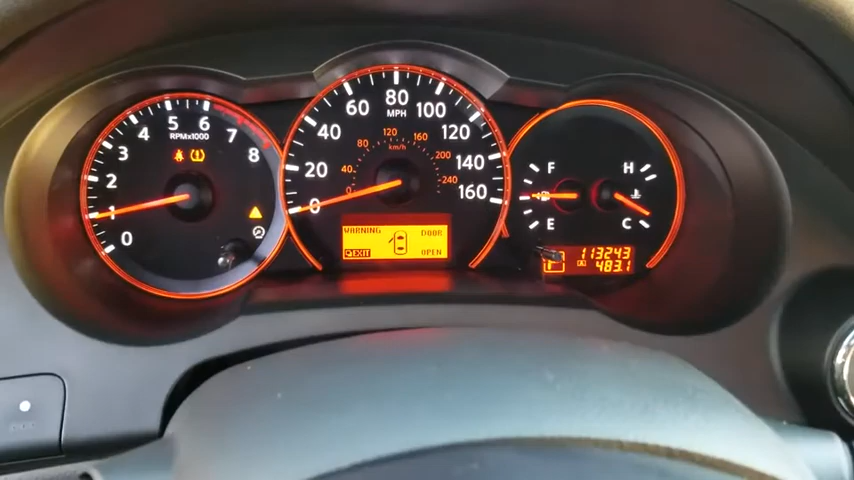 0 1 2 3 4 5 6 7 8
RPMx1000
0 20 40 60 80 100 120 140 160
MPH
0 40 80 120 160 200 240
km/h
WARNING DOOR
EXIT OPEN
F
E
H
C
113243
A 483.1
P